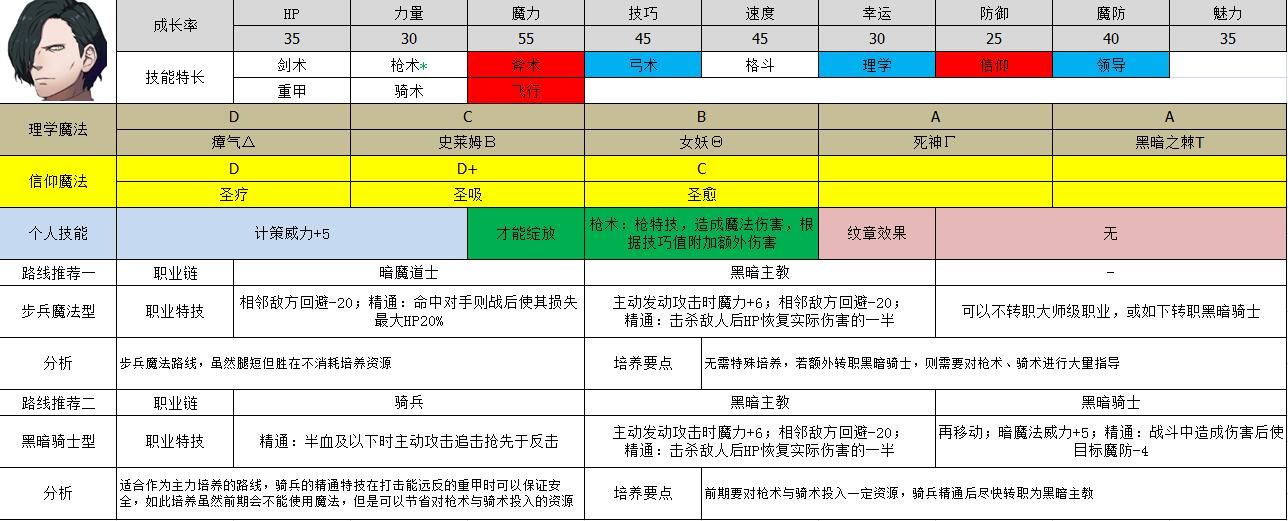 成长率 HP 力量 魔力 技巧 速度 幸运 防御 魔防 魅力
35 30 55 45 45 30 25 40 35
技能特长 剑术 枪术* 斧术 弓术 格斗 理学 信仰 领导
重甲 骑术 飞行
理学魔法 D C B A A
瘴气△ 史莱姆Β 女妖Θ 死神Γ 黑暗之棘Τ
信仰魔法 D D+ C
圣疗 圣吸 圣愈
个人技能 计策威力+5 才能绽放 枪术：枪特技，造成魔法伤害，根
据技巧值附加额外伤害 纹章效果 无
路线推荐一 职业链 暗魔道士 黑暗主教 -
步兵魔法型 职业特技 相邻敌方回避-20；精通：命中对手则战后使其损失
最大HP20% 主动发动攻击时魔力+6；相邻敌方回避-20；
精通：击杀敌人后HP恢复实际伤害的一半 可以不转职大师级职业，或如下转职黑暗骑士
分析 步兵魔法路线，虽然腿短但胜在不消耗培养资源 培养要点 无需特殊培养，若额外转职黑暗骑士，则需要对枪术、骑术进行大量指导
路线推荐二 职业链 骑兵 黑暗主教 黑暗骑士
黑暗骑士型 职业特技 精通：半血及以下时主动攻击追击抢先于反击 主动发动攻击时魔力+6；相邻敌方回避-20；
精通：击杀敌人后HP恢复实际伤害的一半 再移动；暗魔法威力+5；精通：战斗中造成伤害后使
目标魔防-4
分析 适合作为主力培养的路线，骑兵的精通特技在打击能远反的重甲时可以保证安
全，如此培养虽然前期会不能使用魔法，但是可以节省对枪术与骑术投入的资源 培养要点 前期要对枪术与骑术投入一定资源，骑兵精通后尽快转职为黑暗主教